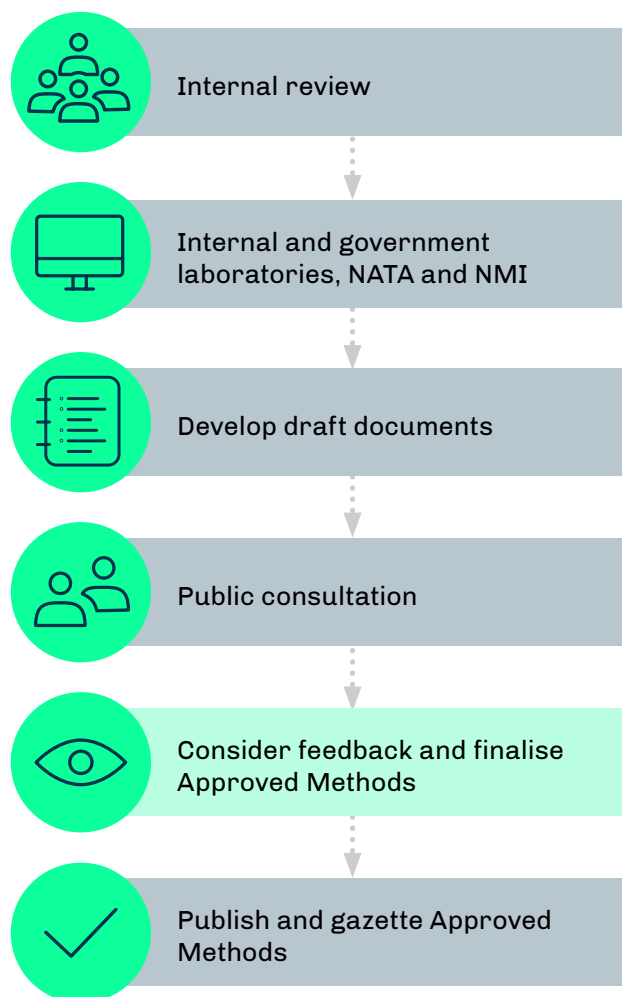 Internal review
Internal and government
laboratories, NATA and NMI
Develop draft documents
Public consultation
Consider feedback and finalise
Approved Methods
Publish and gazette Approved
Methods